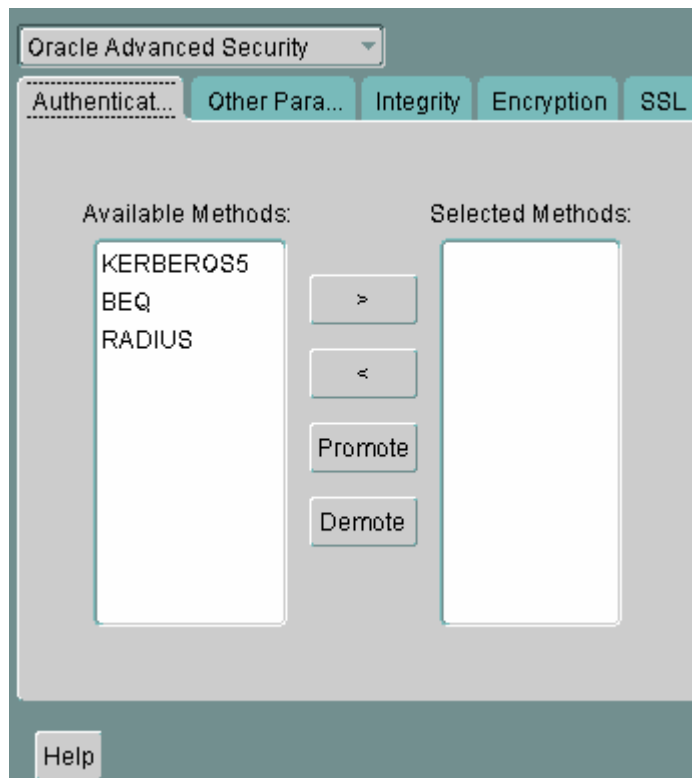 Oracle Advanced Security
Authenticat... Other Para... Integrity Encryption SSL
Available Methods: Selected Methods:
KERBEROS5
BEQ
RADIUS
>
<
Promote
Demote
Help